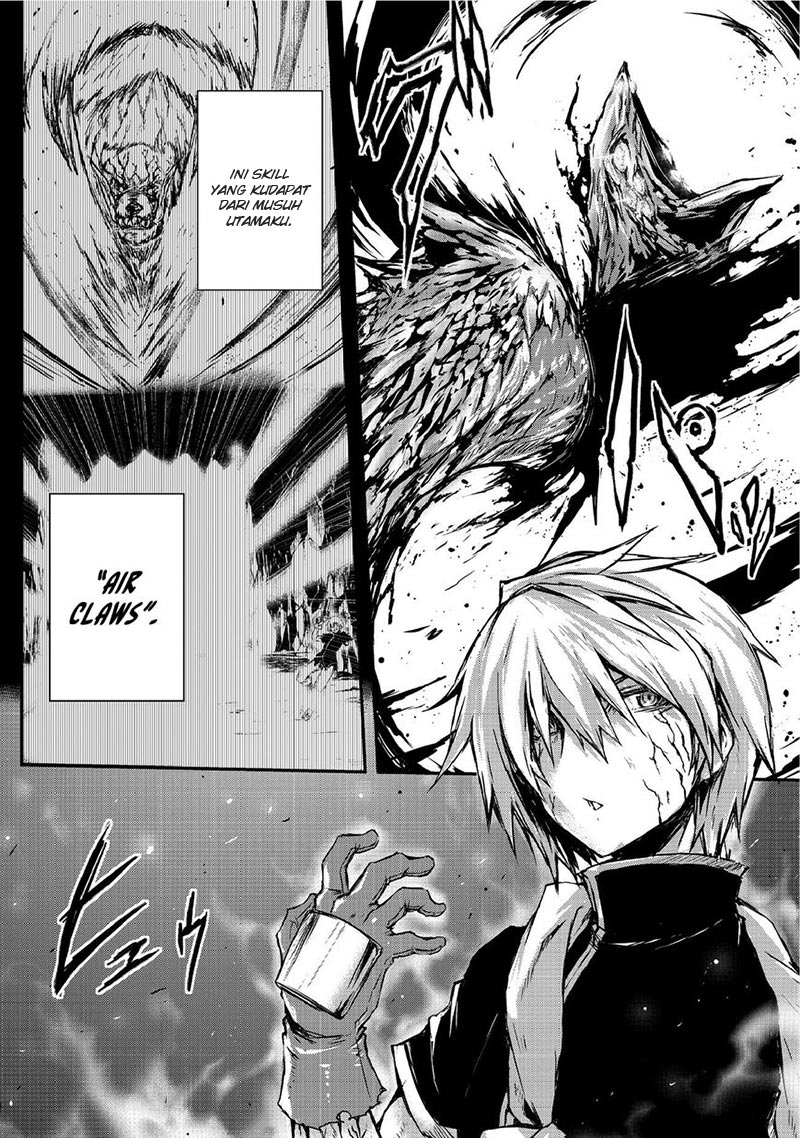 INI SKILL
YANG KUDAPAT
DARI MUSUH
UTAMAKU.
"AIR
CLAWS".
ヒュウ